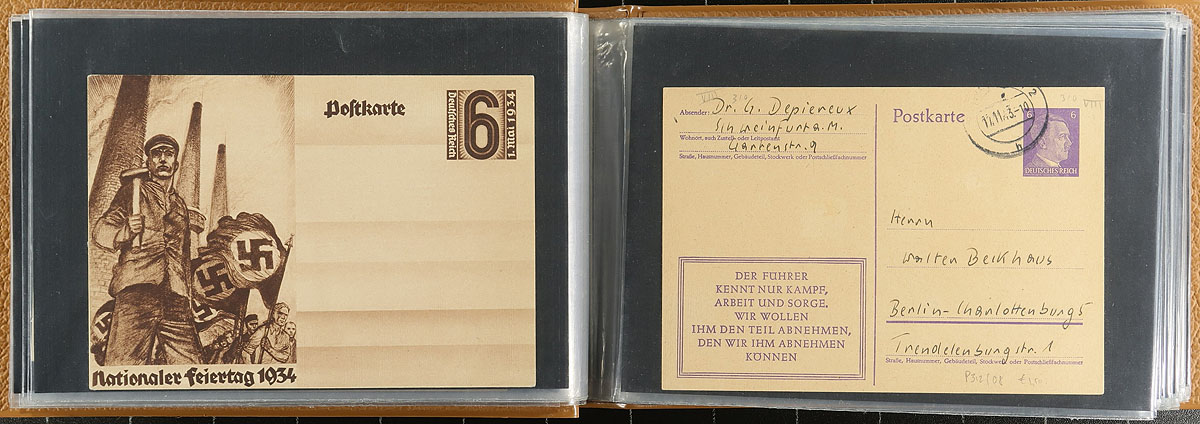 Postkarte
6
Deutsches Reich
1. Mai 1934
Nationaler Feiertag 1934
Absender: Dr. G. Depiereux
Schweinfurt a. M.
Wohnort, auch Zustell- oder Leitpostamt
Gartenstr. 9
Straße, Hausnummer, Gebäudeteil, Stockwerk oder Postschließfachnummer
DER FÜHRER
KENNT NUR KAMPF,
ARBEIT UND SORGE.
WIR WOLLEN
IHM DEN TEIL ABNEHMEN,
DEN WIR IHM ABNEHMEN
KÖNNEN
Postkarte
6 6
DEUTSCHES REICH
Herrn
Walter Beckhaus
Berlin-Charlottenburg 5
Trendelenburgstr. 1
Straße, Hausnummer, Gebäudeteil, Stockwerk oder Postschließfachnummer